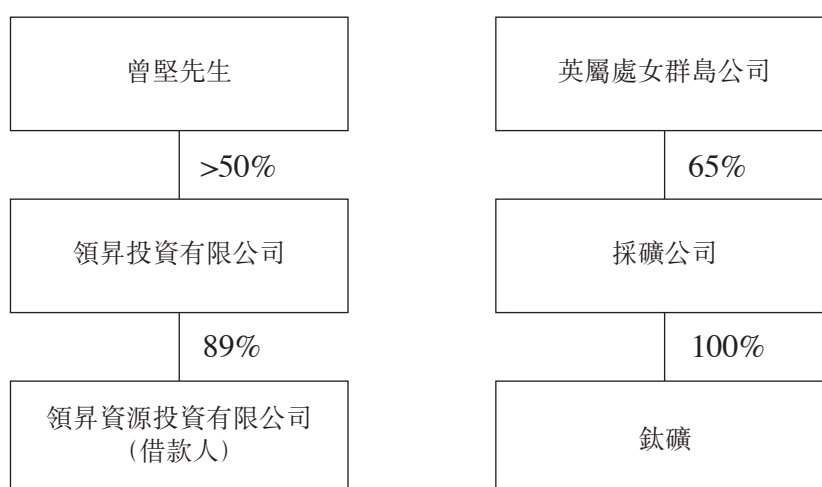 曾堅先生
>50%
領昇投資有限公司
89%
領昇資源投資有限公司
(借款人)
英屬處女群島公司
65%
採礦公司
100%
鈦礦